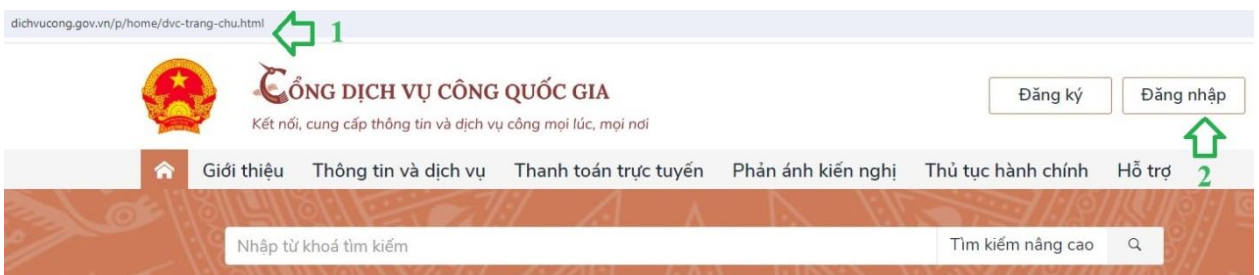 dichvucong.gov.vn/p/home/dvc-trang-chu.html
1
CỔNG DỊCH VỤ CÔNG QUỐC GIA
Kết nối, cung cấp thông tin và dịch vụ công mọi lúc, mọi nơi
Đăng ký
Đăng nhập
Giới thiệu
Thông tin và dịch vụ
Thanh toán trực tuyến
Phản ánh kiến nghị
Thủ tục hành chính
Hỗ trợ
2
Nhập từ khoá tìm kiếm
Tìm kiếm nâng cao